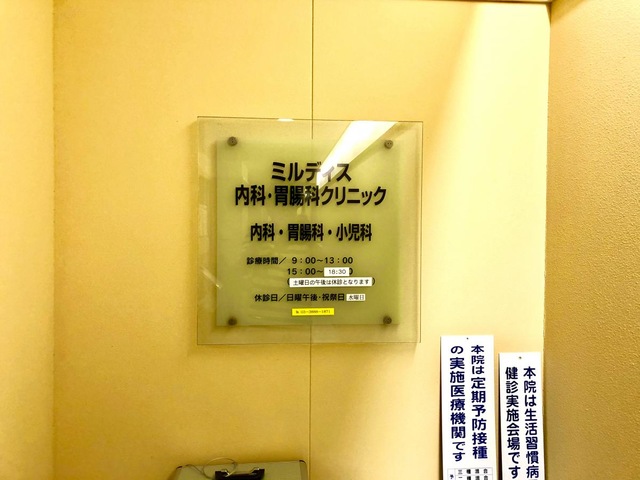 ミルディス
内科・胃腸科クリニック
内科・胃腸科・小児科
診療時間／ 9：00～13：00
15：00～18：30
土曜日の午後は休診となります
休診日／日曜午後・祝祭日 水曜日
本院は定期予防接種
の実施医療機関です
本院は生活習慣病
健診実施会場です